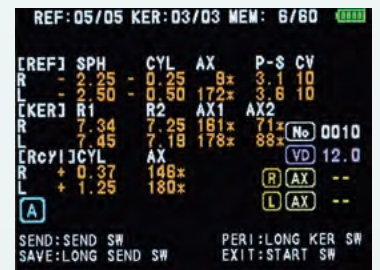 REF:05/05 KER:03/03 MEM: 6/60
[REF] SPH CYL AX P-S CV
R - 2.25 - 0.25 9x 3.1 10
L - 2.50 - 0.50 172x 3.6 10
[KER] R1 R2 AX1 AX2
R 7.34 7.25 161x 71x
L 7.45 7.19 178x 88x
No 0010
[Rcyl]CYL AX
VD 12.0
R + 0.37 146x
R AX --
L + 1.25 180x
L AX --
A
SEND:SEND SW PERI:LONG KER SW
SAVE:LONG SEND SW EXIT:START SW